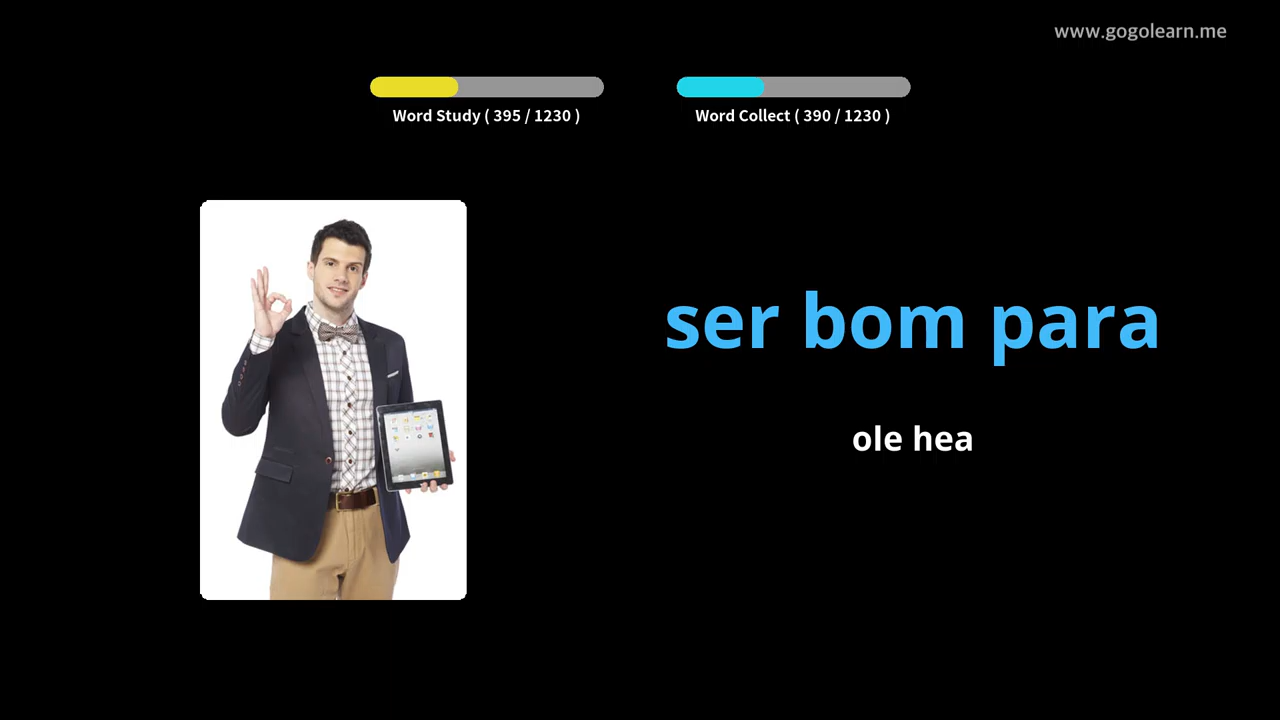 www.gogolearn.me
Word Study ( 395 / 1230 )
Word Collect ( 390 / 1230 )
ser bom para
ole hea